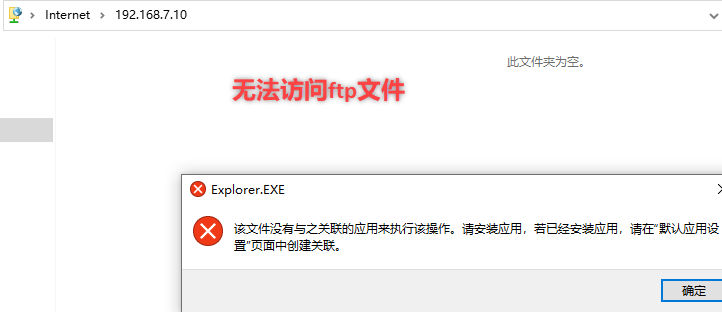 Internet > 192.168.7.10
此文件夹为空。
无法访问ftp文件
Explorer.EXE
该文件没有与之关联的应用来执行该操作。请安装应用，若已经安装应用，请在"默认应用设
置"页面中创建关联。
确定